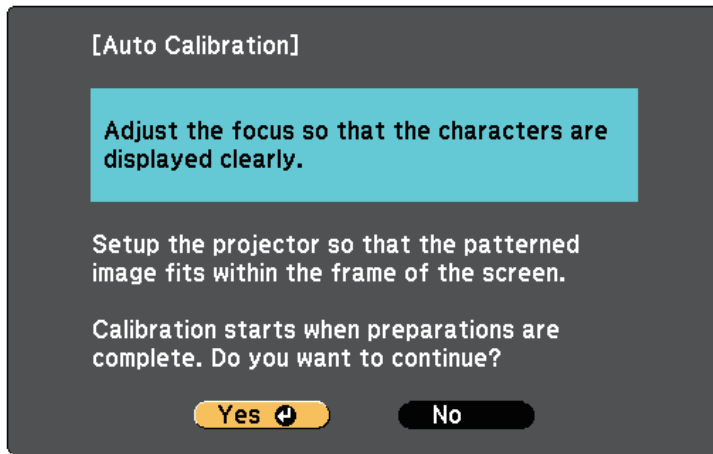 [Auto Calibration]
Adjust the focus so that the characters are
displayed clearly.
Setup the projector so that the patterned
image fits within the frame of the screen.
Calibration starts when preparations are
complete. Do you want to continue?
Yes
No